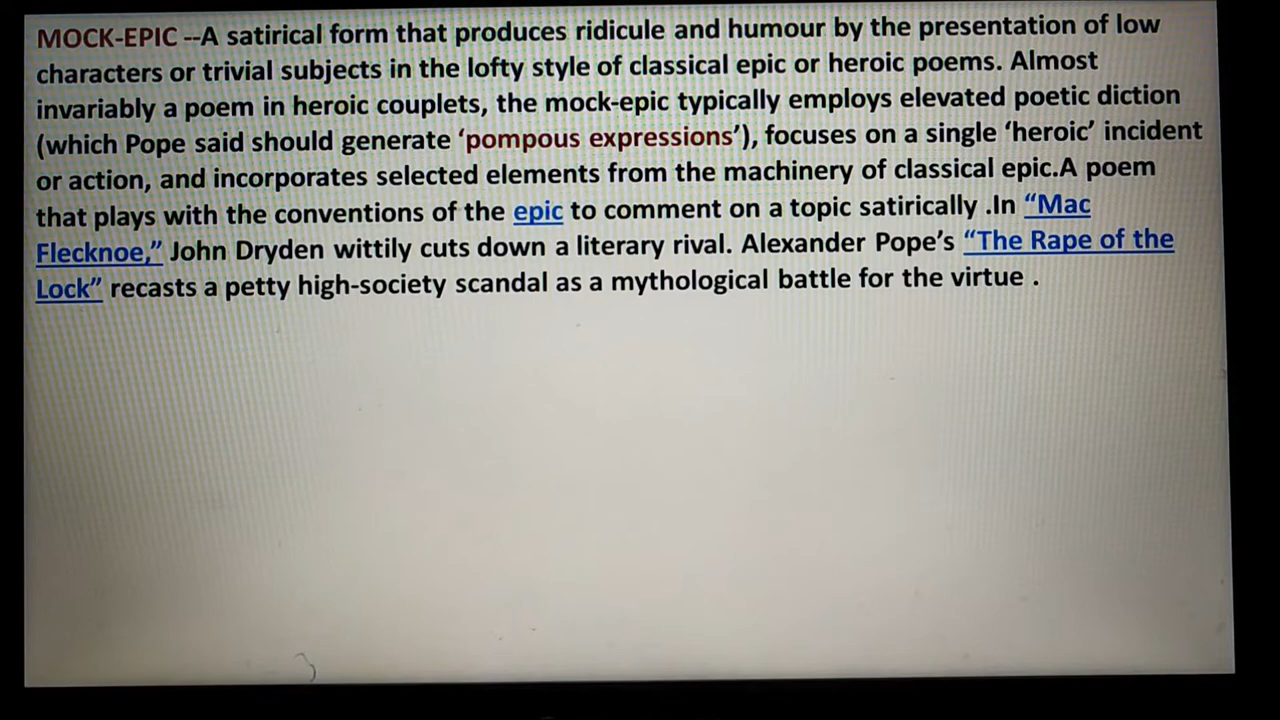 MOCK-EPIC --A satirical form that produces ridicule and humour by the presentation of low
characters or trivial subjects in the lofty style of classical epic or heroic poems. Almost
invariably a poem in heroic couplets, the mock-epic typically employs elevated poetic diction
(which Pope said should generate ‘pompous expressions’), focuses on a single ‘heroic’ incident
or action, and incorporates selected elements from the machinery of classical epic.A poem
that plays with the conventions of the epic to comment on a topic satirically .In “Mac
Flecknoe,” John Dryden wittily cuts down a literary rival. Alexander Pope’s “The Rape of the
Lock” recasts a petty high-society scandal as a mythological battle for the virtue .